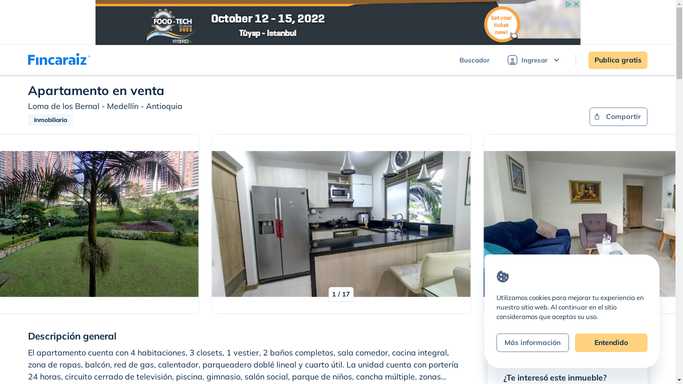 FOOD-TECH
October 12 - 15, 2022
Tüyap - Istanbul
Get your
ticket
now!
Fincaraíz
Buscador
Ingresar
Publica gratis
Apartamento en venta
Loma de los Bernal - Medellín - Antioquia
Inmobiliaria
Compartir
1 / 17
Utilizamos cookies para mejorar tu experiencia en
nuestro sitio web. Al continuar en el sitio
consideramos que aceptas su uso.
Más información
Entendido
Descripción general
El apartamento cuenta con 4 habitaciones, 3 closets, 1 vestier, 2 baños completos, sala comedor, cocina integral,
zona de ropas, balcón, red de gas, calentador, parqueadero doblé lineal y cuarto útil. La unidad cuenta con portería
24 horas, circuito cerrado de televisión, piscina, gimnasio, salón social, parque de niños, cancha múltiple, zonas...
¿Te interesó este inmueble?